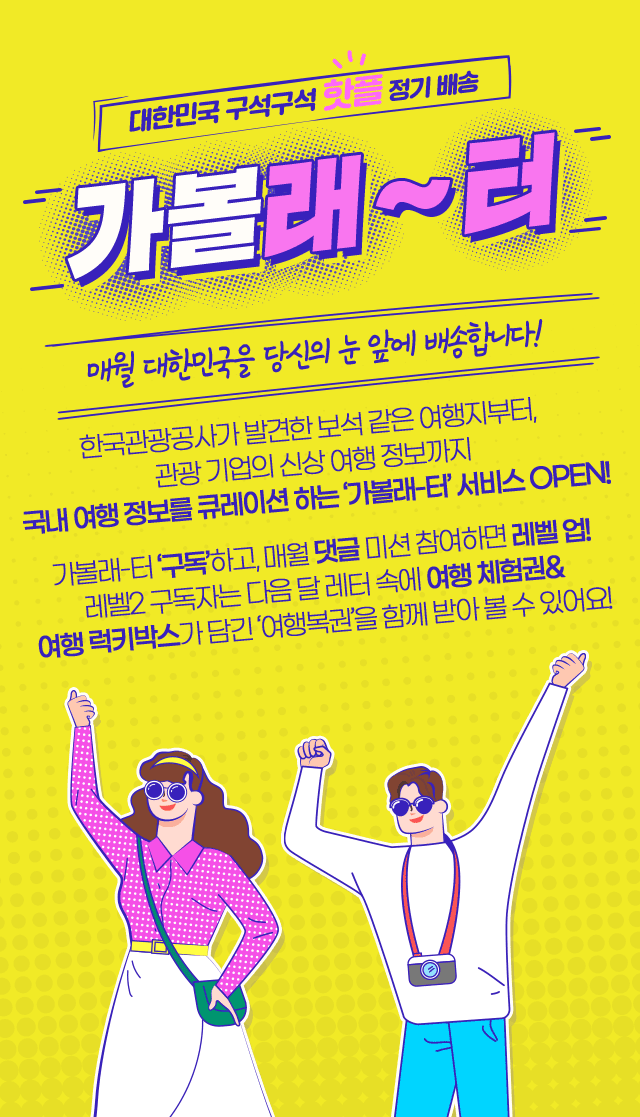 대한민국 구석구석 핫플 정기 배송
가볼래~터
매월 대한민국을 당신의 눈 앞에 배송합니다!
한국관광공사가 발견한 보석 같은 여행지부터,
관광 기업의 신상 여행 정보까지
국내 여행 정보를 큐레이션 하는 ‘가볼래-터’ 서비스 OPEN!
가볼래-터 ‘구독’하고, 매월 댓글 미션 참여하면 레벨 업!
레벨2 구독자는 다음 달 레터 속에 여행 체험권&
여행 럭키박스가 담긴 ‘여행복권’을 함께 받아 볼 수 있어요!